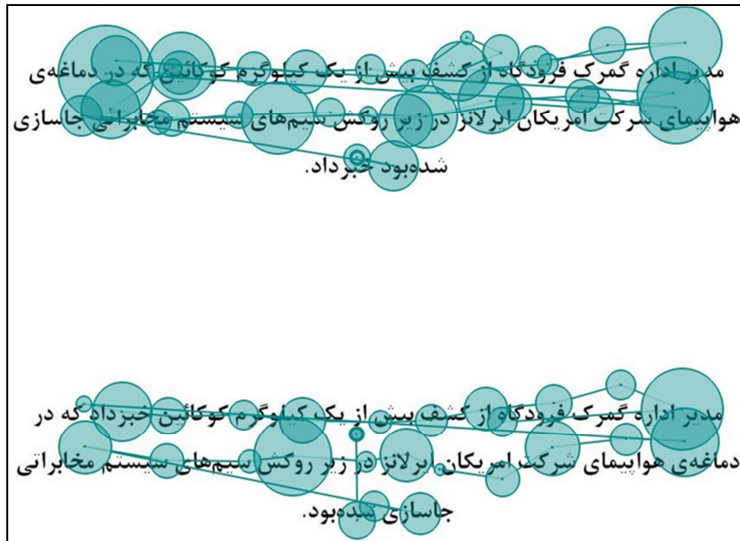 مدیر اداره گمرک فرودگاه از کشف بیش از یک کیلوگرم کوکائین که در دماغه‌ی
هواپیمای شرکت امریکان ایرلانز در زیر روکش سیم‌های سیستم مخابراتی جاسازی
شده‌بود خبرداد.
مدیر اداره گمرک فرودگاه از کشف بیش از یک کیلوگرم کوکائین خبرداد که در
دماغه‌ی هواپیمای شرکت امریکان ایرلانز در زیر روکش سیم‌های سیستم مخابراتی
جاسازی شده‌بود.